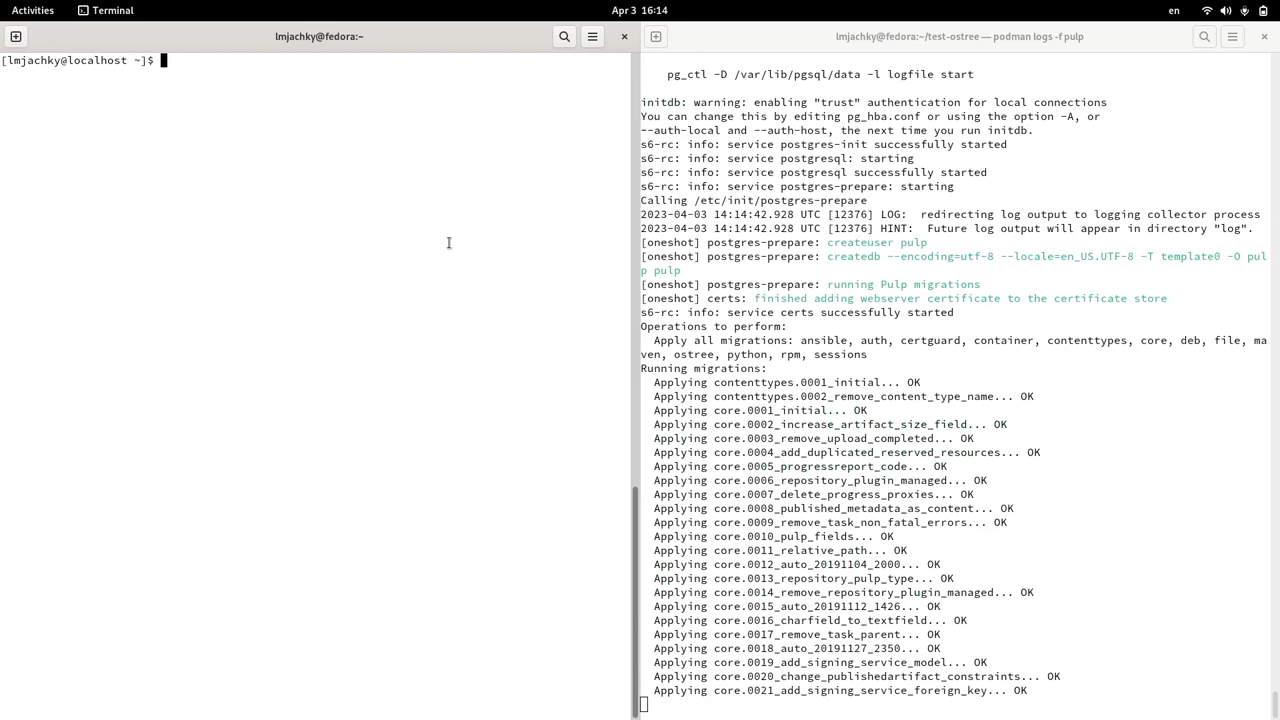 Activities Terminal Apr 3 16:14 en
lmjachky@fedora:~
[lmjachky@localhost ~]$
lmjachky@fedora:~/test-ostree — podman logs -f pulp
pg_ctl -D /var/lib/pgsql/data -l logfile start
initdb: warning: enabling "trust" authentication for local connections
You can change this by editing pg_hba.conf or using the option -A, or
--auth-local and --auth-host, the next time you run initdb.
s6-rc: info: service postgres-init successfully started
s6-rc: info: service postgresql: starting
s6-rc: info: service postgresql successfully started
s6-rc: info: service postgres-prepare: starting
Calling /etc/init/postgres-prepare
2023-04-03 14:14:42.928 UTC [12376] LOG:  redirecting log output to logging collector process
2023-04-03 14:14:42.928 UTC [12376] HINT:  Future log output will appear in directory "log".
[oneshot] postgres-prepare: createuser pulp
[oneshot] postgres-prepare: createdb --encoding=utf-8 --locale=en_US.UTF-8 -T template0 -O pul
p pulp
[oneshot] postgres-prepare: running Pulp migrations
[oneshot] certs: finished adding webserver certificate to the certificate store
s6-rc: info: service certs successfully started
Operations to perform:
Apply all migrations: ansible, auth, certguard, container, contenttypes, core, deb, file, ma
ven, ostree, python, rpm, sessions
Running migrations:
Applying contenttypes.0001_initial... OK
Applying contenttypes.0002_remove_content_type_name... OK
Applying core.0001_initial... OK
Applying core.0002_increase_artifact_size_field... OK
Applying core.0003_remove_upload_completed... OK
Applying core.0004_add_duplicated_reserved_resources... OK
Applying core.0005_progressreport_code... OK
Applying core.0006_repository_plugin_managed... OK
Applying core.0007_delete_progress_proxies... OK
Applying core.0008_published_metadata_as_content... OK
Applying core.0009_remove_task_non_fatal_errors... OK
Applying core.0010_pulp_fields... OK
Applying core.0011_relative_path... OK
Applying core.0012_auto_20191104_2000... OK
Applying core.0013_repository_pulp_type... OK
Applying core.0014_remove_repository_plugin_managed... OK
Applying core.0015_auto_20191112_1426... OK
Applying core.0016_charfield_to_textfield... OK
Applying core.0017_remove_task_parent... OK
Applying core.0018_auto_20191127_2350... OK
Applying core.0019_add_signing_service_model... OK
Applying core.0020_change_publishedartifact_constraints... OK
Applying core.0021_add_signing_service_foreign_key... OK